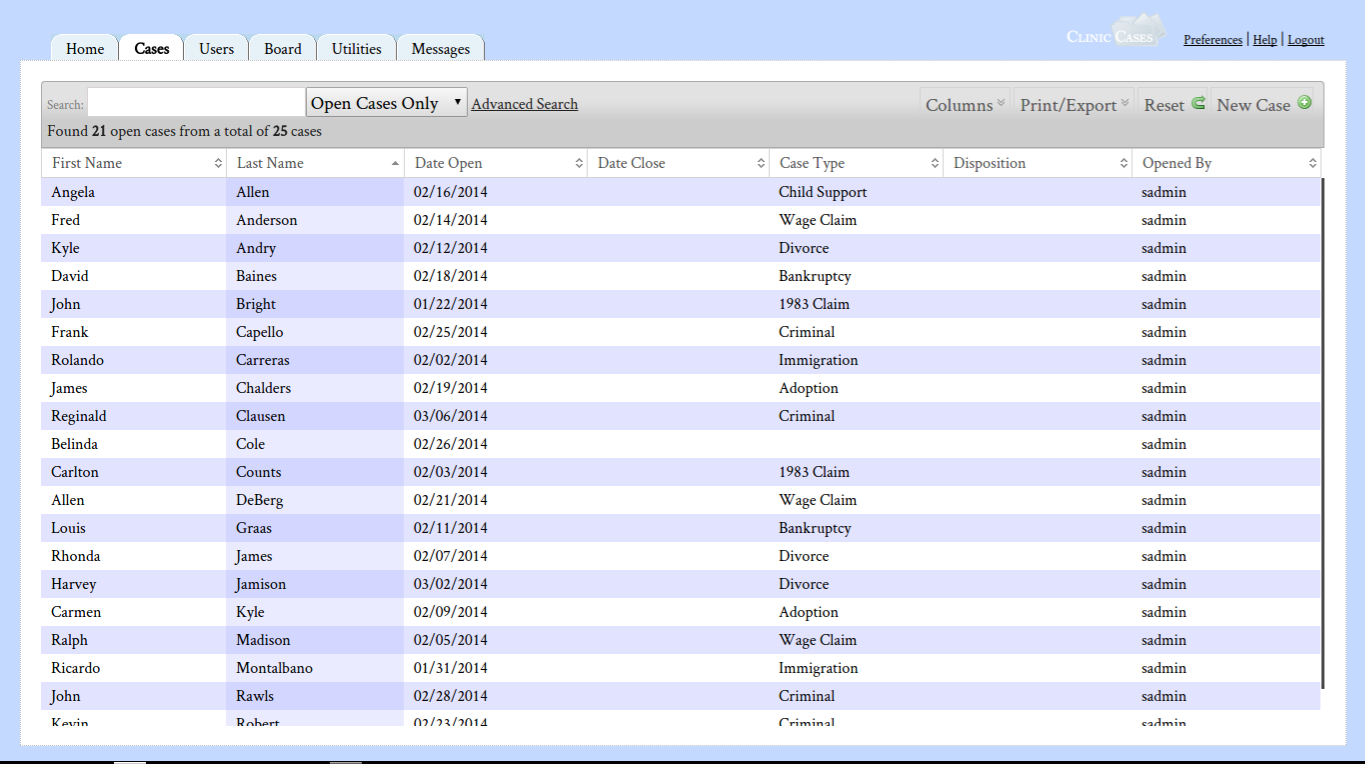 Home Cases Users Board Utilities Messages CLINIC CASES Preferences | Help | Logout
Search: Open Cases Only Advanced Search Columns Print/Export Reset New Case
Found 21 open cases from a total of 25 cases
First Name Last Name Date Open Date Close Case Type Disposition Opened By
Angela Allen 02/16/2014 Child Support sadmin
Fred Anderson 02/14/2014 Wage Claim sadmin
Kyle Andry 02/12/2014 Divorce sadmin
David Baines 02/18/2014 Bankruptcy sadmin
John Bright 01/22/2014 1983 Claim sadmin
Frank Capello 02/25/2014 Criminal sadmin
Rolando Carreras 02/02/2014 Immigration sadmin
James Chalders 02/19/2014 Adoption sadmin
Reginald Clausen 03/06/2014 Criminal sadmin
Belinda Cole 02/26/2014 sadmin
Carlton Counts 02/03/2014 1983 Claim sadmin
Allen DeBerg 02/21/2014 Wage Claim sadmin
Louis Graas 02/11/2014 Bankruptcy sadmin
Rhonda James 02/07/2014 Divorce sadmin
Harvey Jamison 03/02/2014 Divorce sadmin
Carmen Kyle 02/09/2014 Adoption sadmin
Ralph Madison 02/05/2014 Wage Claim sadmin
Ricardo Montalbano 01/31/2014 Immigration sadmin
John Rawls 02/28/2014 Criminal sadmin
Kevin Robert 02/23/2014 Criminal sadmin